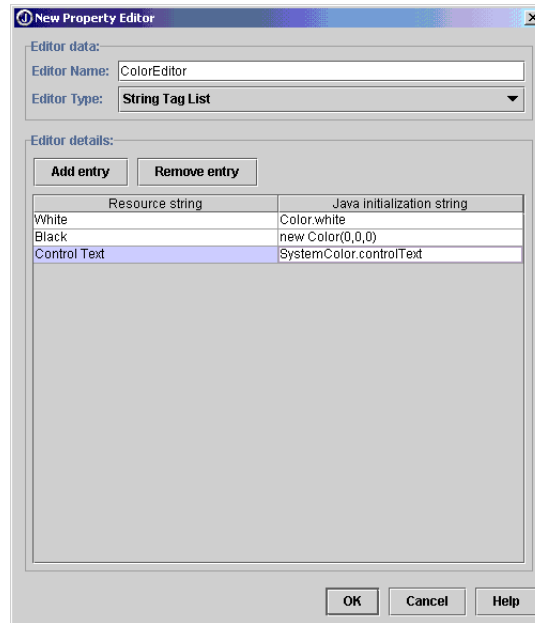 New Property Editor
Editor data:
Editor Name: ColorEditor
Editor Type: String Tag List
Editor details:
Add entry Remove entry
Resource string Java initialization string
White Color.white
Black new Color(0,0,0)
Control Text SystemColor.controlText
OK Cancel Help